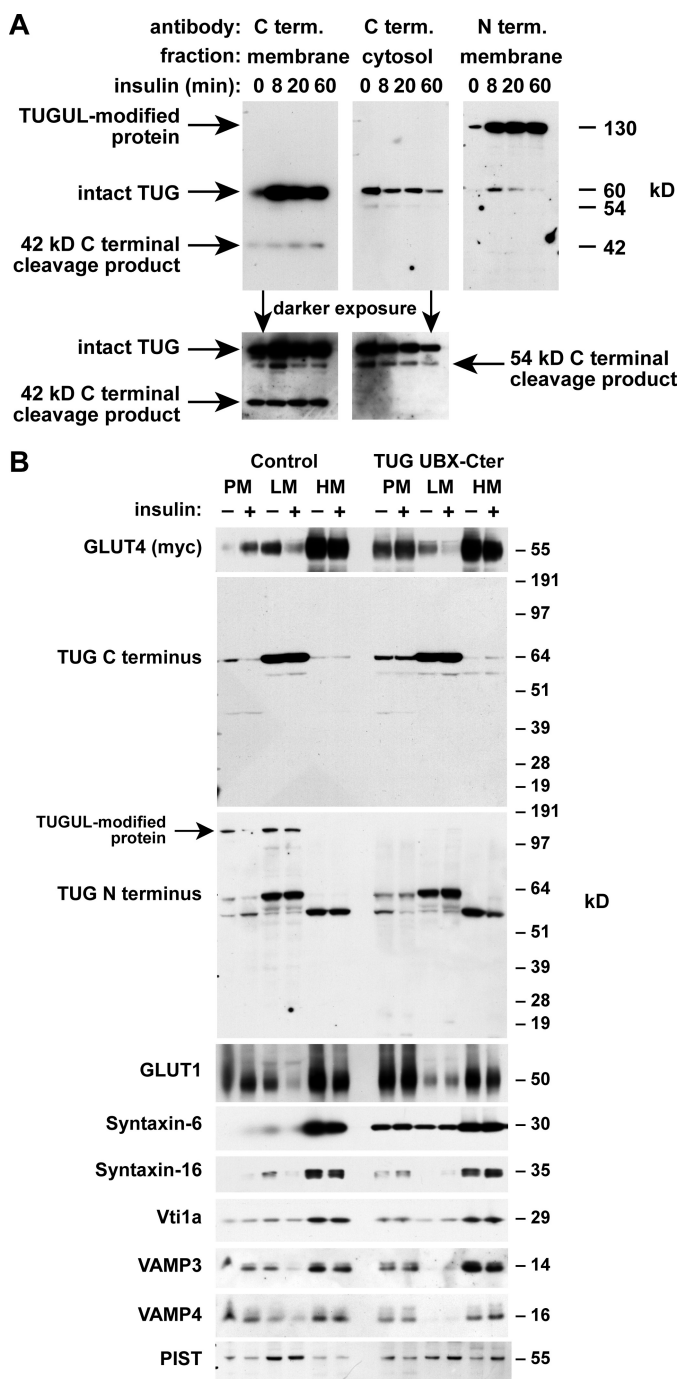 A
antibody: C term. C term. N term.
fraction: membrane cytosol membrane
insulin (min): 0 8 20 60 0 8 20 60 0 8 20 60
TUGUL-modified
protein
– 130
intact TUG
– 60 kD
– 54
42 kD C terminal
cleavage product
– 42
darker exposure
intact TUG
54 kD C terminal
cleavage product
42 kD C terminal
cleavage product
B
Control TUG UBX-Cter
PM LM HM PM LM HM
insulin: – + – + – + – + – + – +
GLUT4 (myc) – 55
– 191
– 97
TUG C terminus – 64
– 51
– 39
– 28
– 19
– 191
TUGUL-modified
protein
– 97
TUG N terminus – 64
kD
– 51
– 39
– 28
– 19
GLUT1 – 50
Syntaxin-6 – 30
Syntaxin-16 – 35
Vti1a – 29
VAMP3 – 14
VAMP4 – 16
PIST – 55